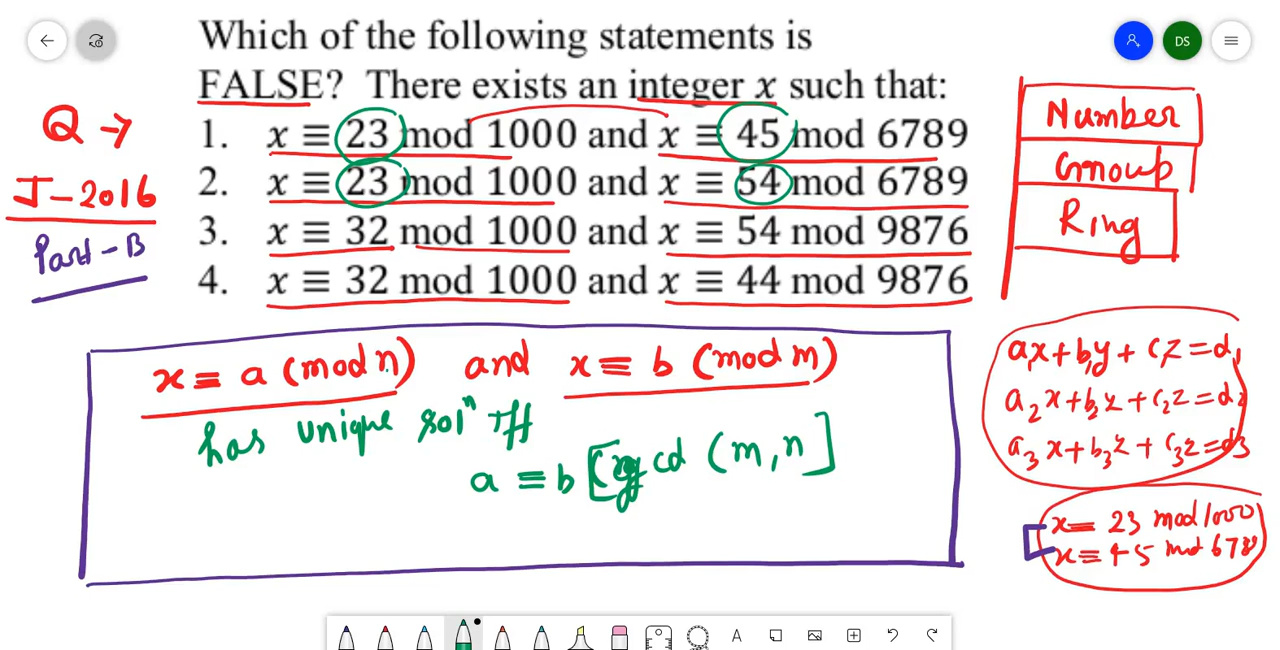 Which of the following statements is
FALSE? There exists an integer x such that:
1. x ≡ 23 mod 1000 and x ≡ 45 mod 6789
2. x ≡ 23 mod 1000 and x ≡ 54 mod 6789
3. x ≡ 32 mod 1000 and x ≡ 54 mod 9876
4. x ≡ 32 mod 1000 and x ≡ 44 mod 9876
Q →
J-2016
Part-B
DS
Number
Group
Ring
x ≡ a (mod n) and x ≡ b (mod m)
has unique solⁿ iff
a ≡ b [gcd (m,n]
a₁x+b₁y+cz=d₁
a₂x+b₂z+c₂z=d₂
a₃x+b₃z+c₃z=d3
x ≡ 23 mod 1000
x ≡ 45 mod 678
A